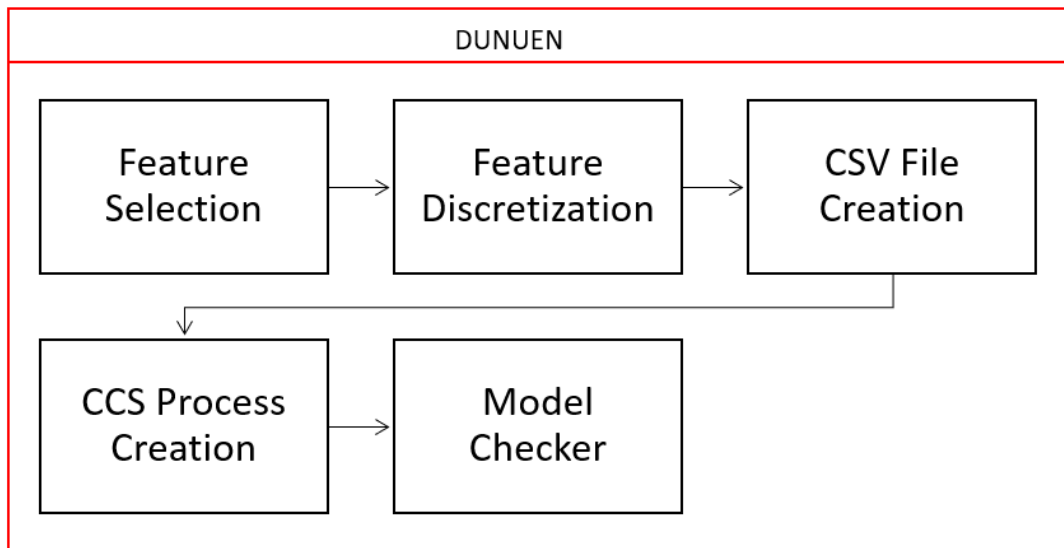 DUNUEN
Feature
Selection
Feature
Discretization
CSV File
Creation
CCS Process
Creation
Model
Checker